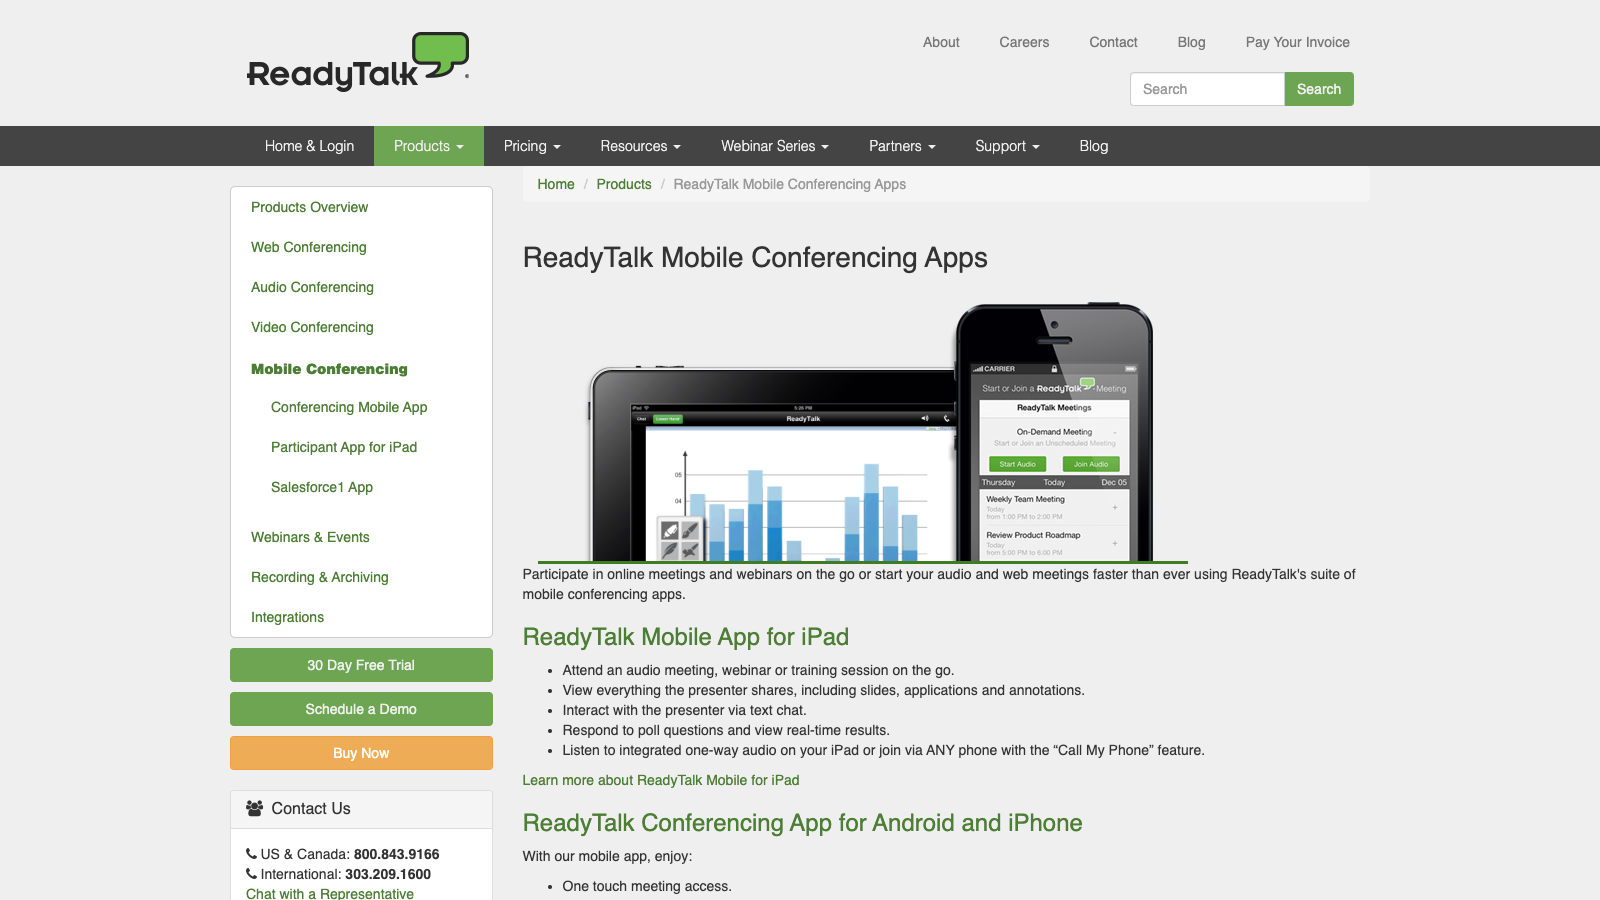 ReadyTalk
About Careers Contact Blog Pay Your Invoice
Search Search
Home & Login Products Pricing Resources Webinar Series Partners Support Blog
Home / Products / ReadyTalk Mobile Conferencing Apps
Products Overview
Web Conferencing
Audio Conferencing
Video Conferencing
Mobile Conferencing
Conferencing Mobile App
Participant App for iPad
Salesforce1 App
Webinars & Events
Recording & Archiving
Integrations
30 Day Free Trial
Schedule a Demo
Buy Now
Contact Us
US & Canada: 800.843.9166
International: 303.209.1600
Chat with a Representative
ReadyTalk Mobile Conferencing Apps
iPod 5:26 PM
Chat Lower Hand ReadyTalk
05
04
CARRIER
Start or Join a ReadyTalk Meeting
ReadyTalk Meetings
On-Demand Meeting -
Start or Join an Unscheduled Meeting
Start Audio Join Audio
Thursday Today Dec 05
Weekly Team Meeting
Today +
from 1:00 PM to 2:00 PM
Review Product Roadmap
Today +
from 5:00 PM to 6:00 PM
Participate in online meetings and webinars on the go or start your audio and web meetings faster than ever using ReadyTalk's suite of
mobile conferencing apps.
ReadyTalk Mobile App for iPad
• Attend an audio meeting, webinar or training session on the go.
• View everything the presenter shares, including slides, applications and annotations.
• Interact with the presenter via text chat.
• Respond to poll questions and view real-time results.
• Listen to integrated one-way audio on your iPad or join via ANY phone with the “Call My Phone” feature.
Learn more about ReadyTalk Mobile for iPad
ReadyTalk Conferencing App for Android and iPhone
With our mobile app, enjoy:
• One touch meeting access.